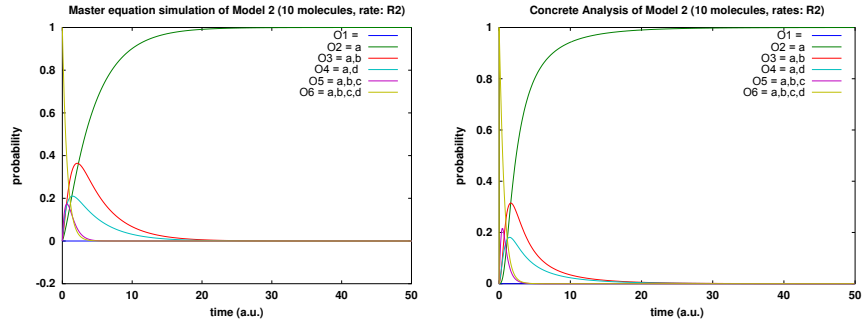 Master equation simulation of Model 2 (10 molecules, rate: R2)
1
0.8
0.6
0.4
0.2
0
-0.2
0
10
20
30
40
50
probability
time (a.u.)
O1 =
O2 = a
O3 = a,b
O4 = a,d
O5 = a,b,c
O6 = a,b,c,d
Concrete Analysis of Model 2 (10 molecules, rate: R2)
1
0.8
0.6
0.4
0.2
0
0
10
20
30
40
50
probability
time (a.u.)
O1 =
O2 = a
O3 = a,b
O4 = a,d
O5 = a,b,c
O6 = a,b,c,d